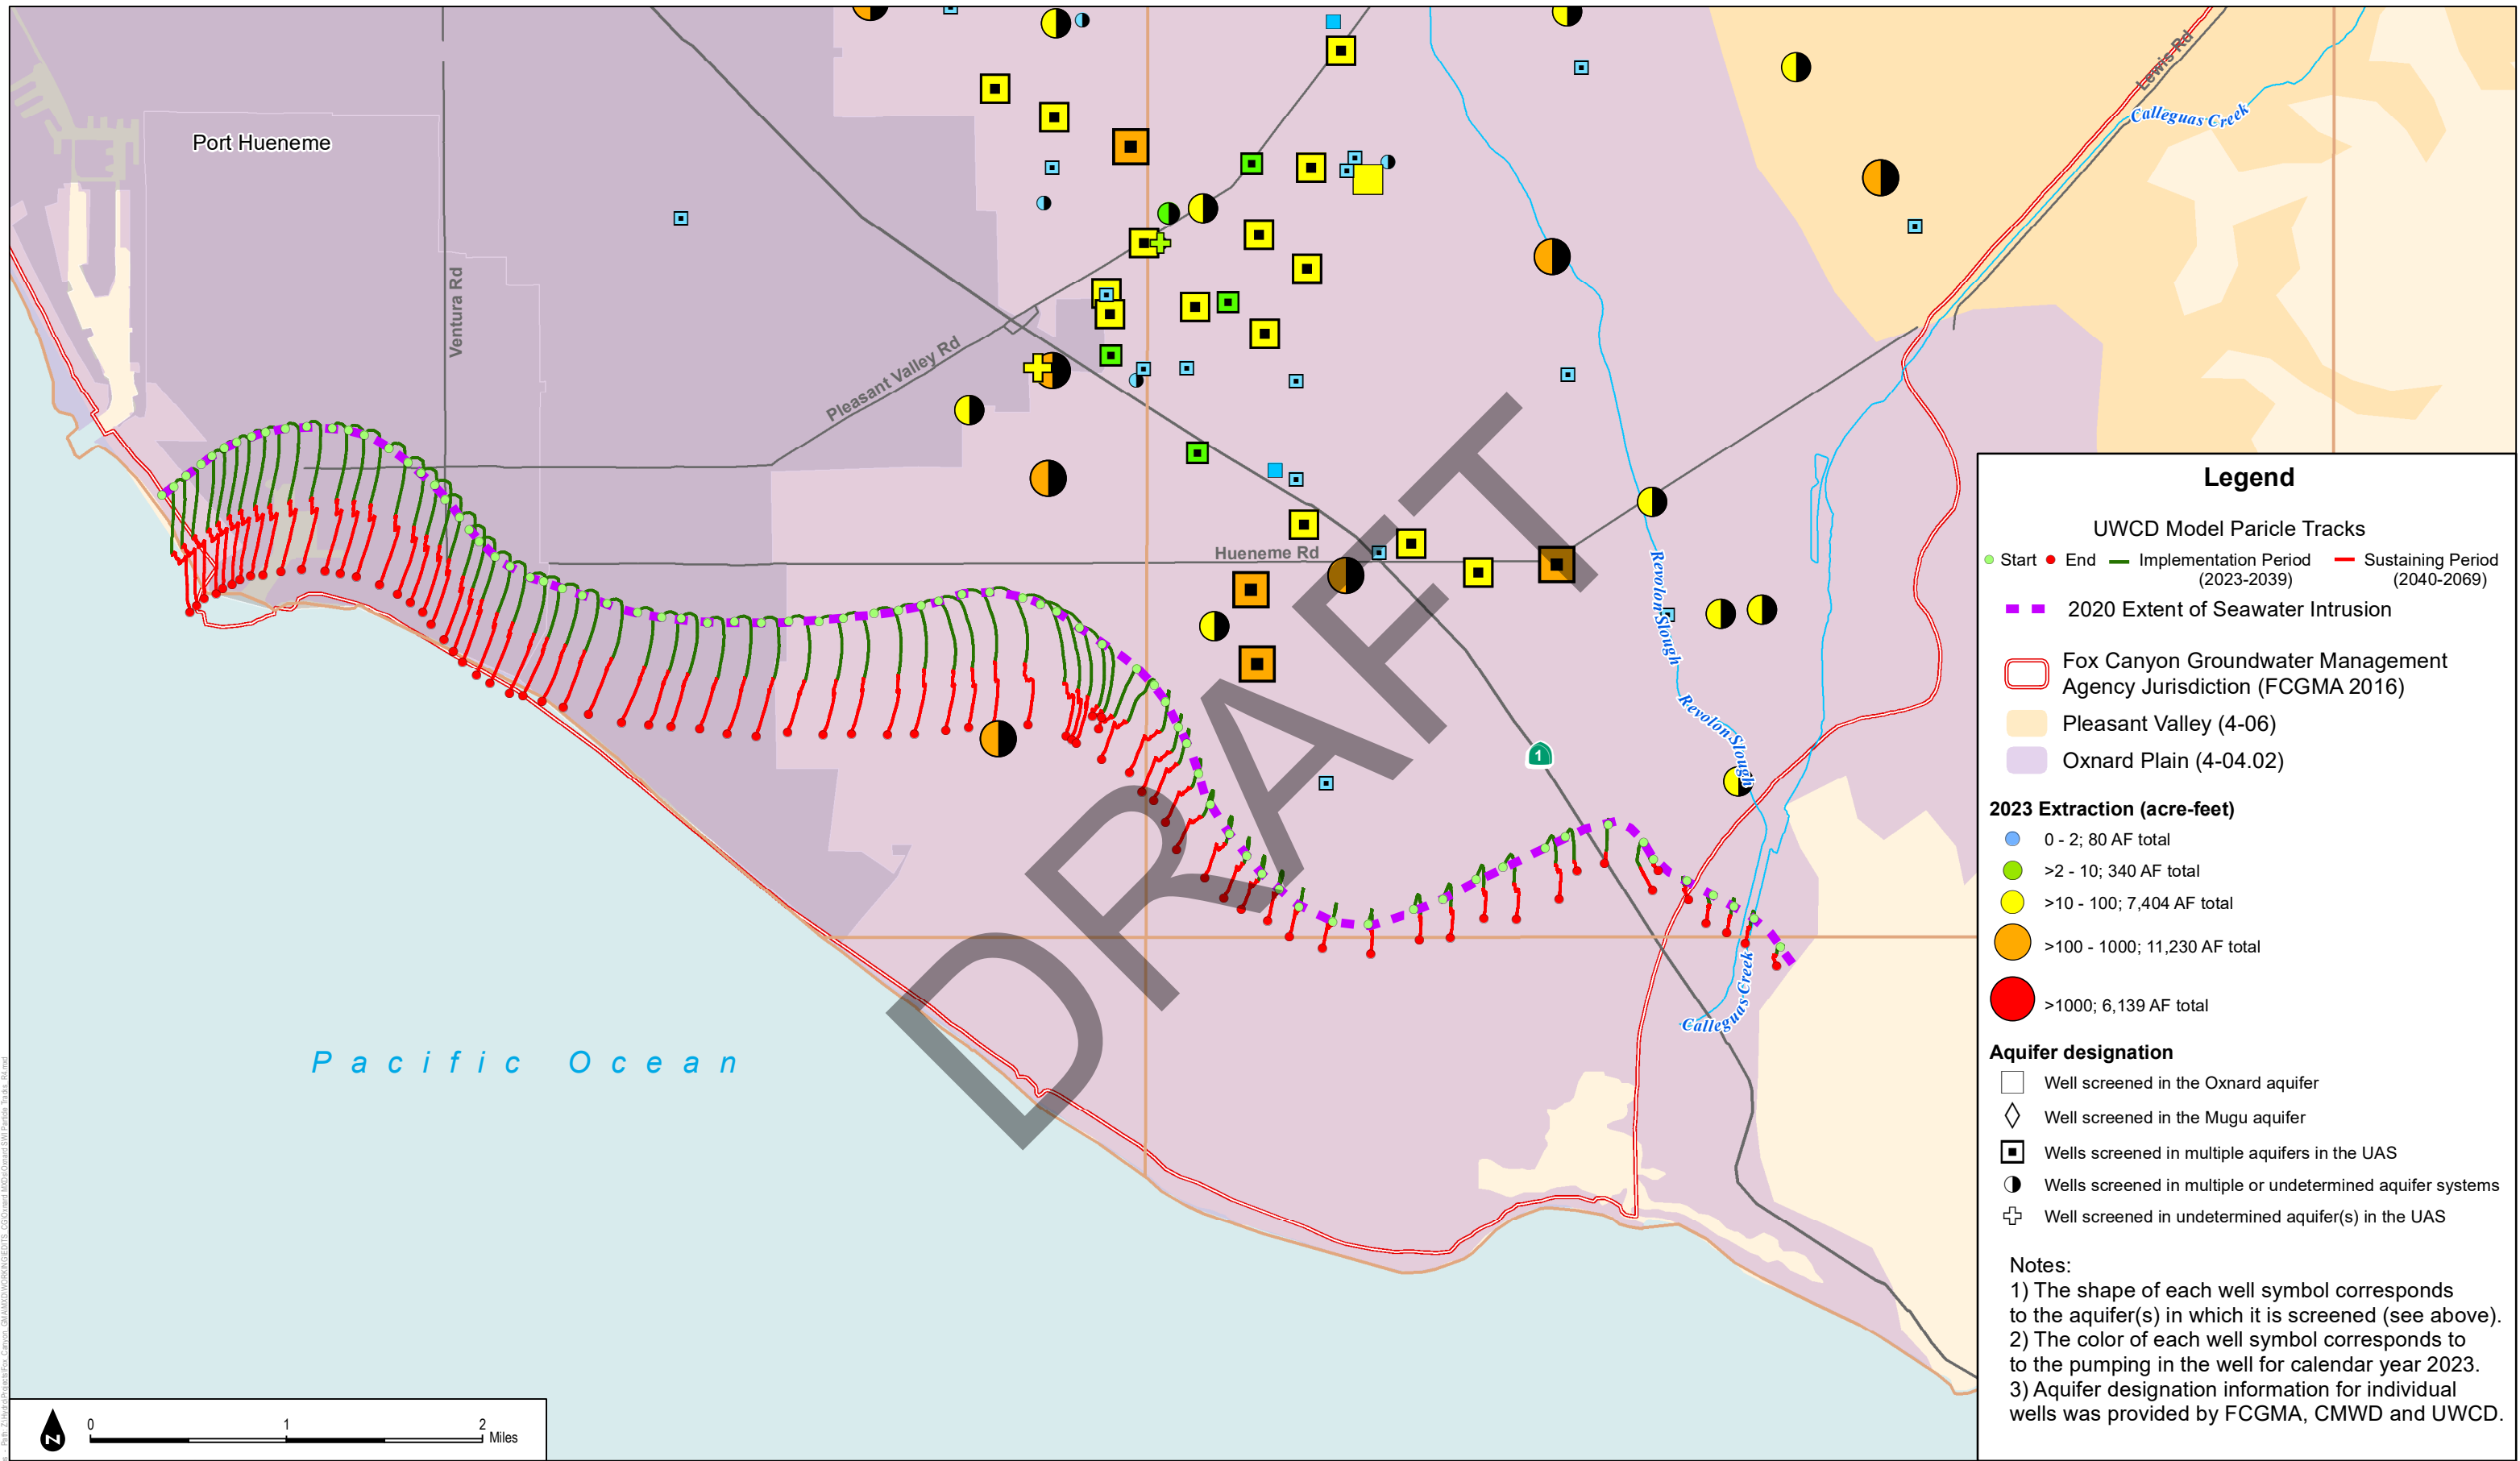 Port Hueneme
Ventura Rd
Pleasant Valley Rd
Hueneme Rd
Lewis Rd
Calleguas Creek
Revolon Slough
Revolon Slough
1
Calleguas Creek
Pacific Ocean
DRAFT
N
0 1 2
Miles
Legend
UWCD Model Paricle Tracks
Start End Implementation Period Sustaining Period
(2023-2039) (2040-2069)
2020 Extent of Seawater Intrusion
Fox Canyon Groundwater Management
Agency Jurisdiction (FCGMA 2016)
Pleasant Valley (4-06)
Oxnard Plain (4-04.02)
2023 Extraction (acre-feet)
0 - 2; 80 AF total
>2 - 10; 340 AF total
>10 - 100; 7,404 AF total
>100 - 1000; 11,230 AF total
>1000; 6,139 AF total
Aquifer designation
Well screened in the Oxnard aquifer
Well screened in the Mugu aquifer
Wells screened in multiple aquifers in the UAS
Wells screened in multiple or undetermined aquifer systems
Well screened in undetermined aquifer(s) in the UAS
Notes:
1) The shape of each well symbol corresponds
to the aquifer(s) in which it is screened (see above).
2) The color of each well symbol corresponds to
to the pumping in the well for calendar year 2023.
3) Aquifer designation information for individual
wells was provided by FCGMA, CMWD and UWCD.